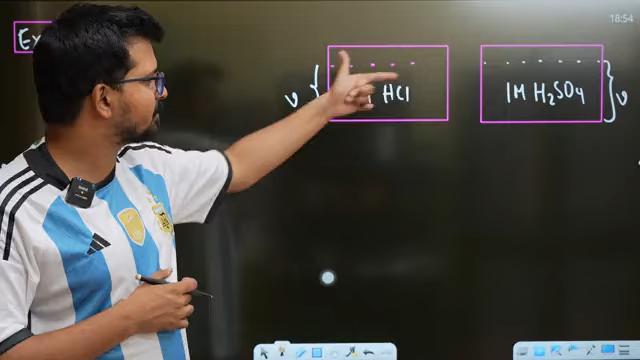 Ex
18:54
v
HCl
1M H₂SO₄
v